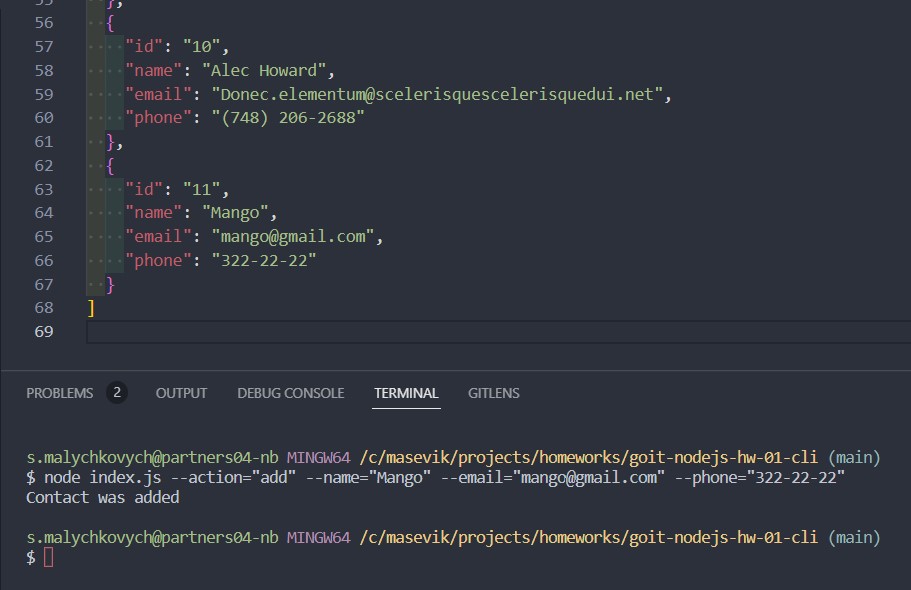 55 },
56 {
57 "id": "10",
58 "name": "Alec Howard",
59 "email": "Donec.elementum@scelerisquescelerisquedui.net",
60 "phone": "(748) 206-2688"
61 },
62 {
63 "id": "11",
64 "name": "Mango",
65 "email": "mango@gmail.com",
66 "phone": "322-22-22"
67 }
68 ]
69
PROBLEMS 2 OUTPUT DEBUG CONSOLE TERMINAL GITLENS
s.malychkovych@partners04-nb MINGW64 /c/masevik/projects/homeworks/goit-nodejs-hw-01-cli (main)
$ node index.js --action="add" --name="Mango" --email="mango@gmail.com" --phone="322-22-22"
Contact was added
s.malychkovych@partners04-nb MINGW64 /c/masevik/projects/homeworks/goit-nodejs-hw-01-cli (main)
$